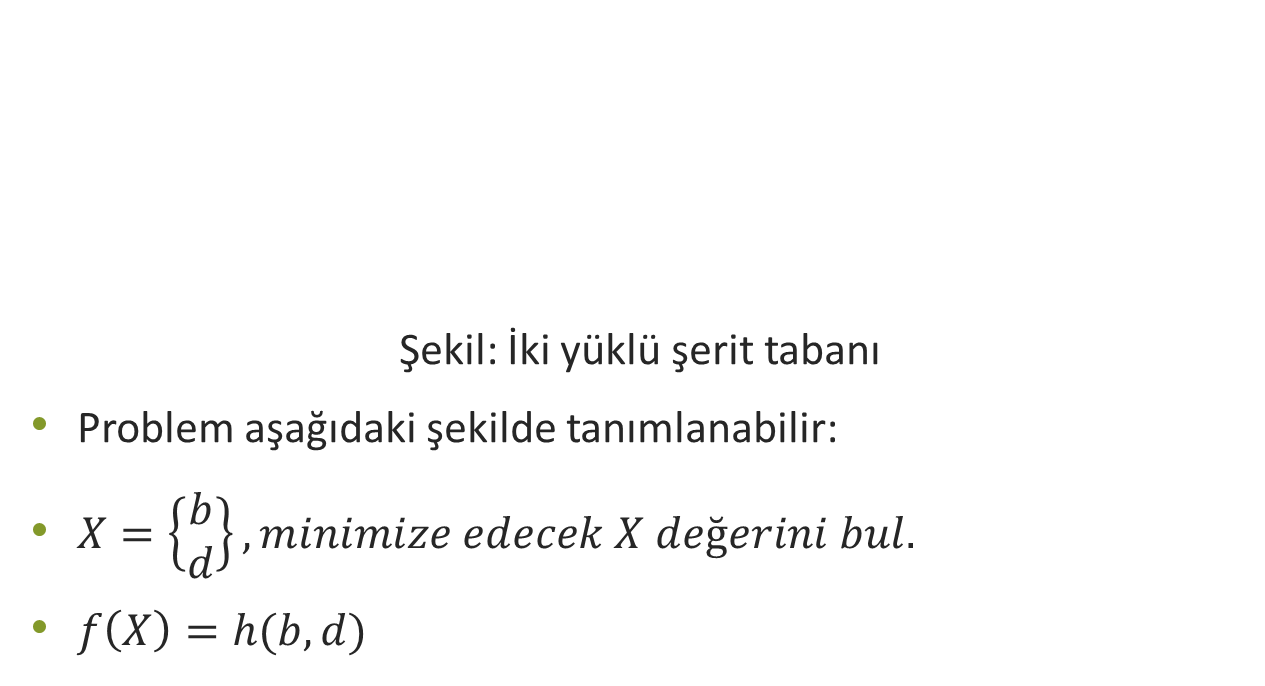 Şekil: İki yüklü şerit tabanı
• Problem aşağıdaki şekilde tanımlanabilir:
• X = {b d}, minimize edecek X değerini bul.
• f(X) = h(b, d)